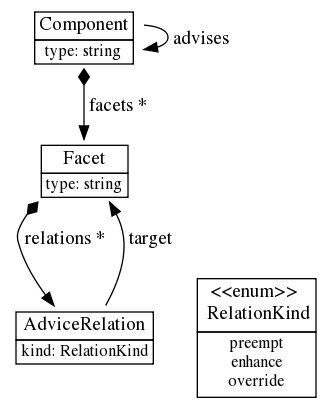 Component
type: string
advises
facets *
Facet
type: string
relations *
target
AdviceRelation
kind: RelationKind
<<enum>>
RelationKind
preempt
enhance
override